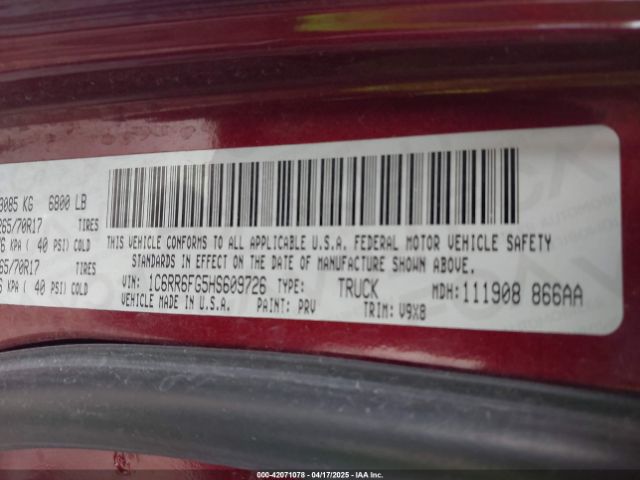 3085 KG 6800 LB
265/70R17 TIRES
KPA ( 40 PSI) COLD
65/70R17 TIRES
KPA ( 40 PSI) COLD
THIS VEHICLE CONFORMS TO ALL APPLICABLE U.S.A. FEDERAL MOTOR VEHICLE SAFETY
STANDARDS IN EFFECT ON THE DATE OF MANUFACTURE SHOWN ABOVE.
VIN: 1C6RR6FG5HS609726 TYPE: TRUCK MDH: 111908 866AA
VEHICLE MADE IN U.S.A. PAINT: PRV TRIM: V9X8
000-42071078 - 04/17/2025 - IAA Inc.